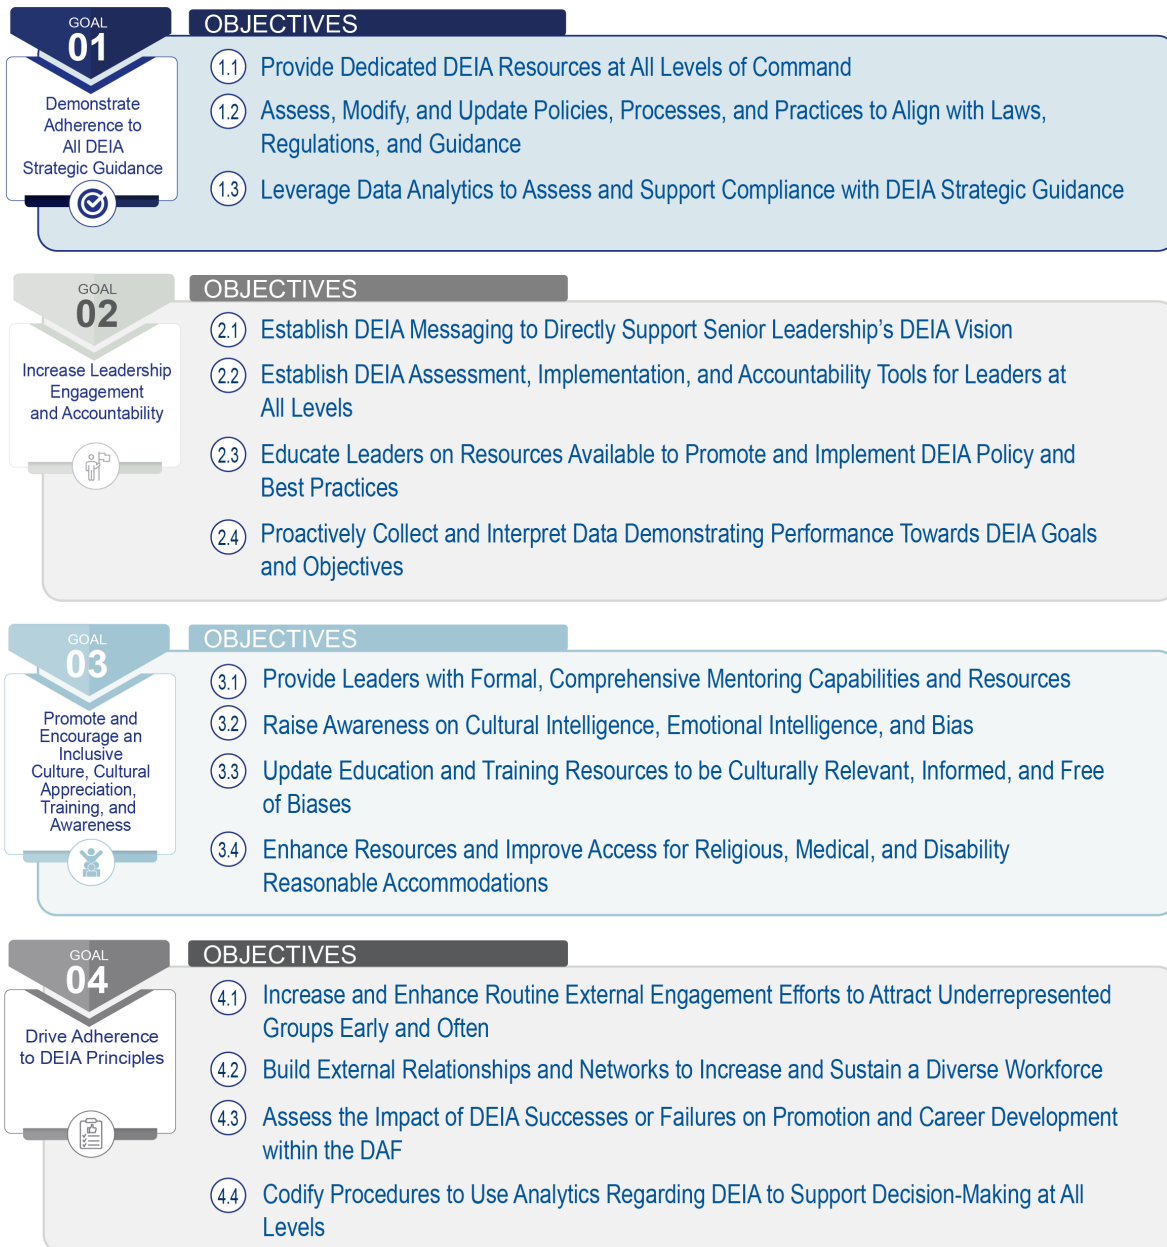 GOAL
01
Demonstrate
Adherence to
All DEIA
Strategic Guidance
OBJECTIVES
1.1 Provide Dedicated DEIA Resources at All Levels of Command
1.2 Assess, Modify, and Update Policies, Processes, and Practices to Align with Laws,
Regulations, and Guidance
1.3 Leverage Data Analytics to Assess and Support Compliance with DEIA Strategic Guidance
GOAL
02
Increase Leadership
Engagement
and Accountability
OBJECTIVES
2.1 Establish DEIA Messaging to Directly Support Senior Leadership's DEIA Vision
2.2 Establish DEIA Assessment, Implementation, and Accountability Tools for Leaders at
All Levels
2.3 Educate Leaders on Resources Available to Promote and Implement DEIA Policy and
Best Practices
2.4 Proactively Collect and Interpret Data Demonstrating Performance Towards DEIA Goals
and Objectives
GOAL
03
Promote and
Encourage an
Inclusive
Culture, Cultural
Appreciation,
Training, and
Awareness
OBJECTIVES
3.1 Provide Leaders with Formal, Comprehensive Mentoring Capabilities and Resources
3.2 Raise Awareness on Cultural Intelligence, Emotional Intelligence, and Bias
3.3 Update Education and Training Resources to be Culturally Relevant, Informed, and Free
of Biases
3.4 Enhance Resources and Improve Access for Religious, Medical, and Disability
Reasonable Accommodations
GOAL
04
Drive Adherence
to DEIA Principles
OBJECTIVES
4.1 Increase and Enhance Routine External Engagement Efforts to Attract Underrepresented
Groups Early and Often
4.2 Build External Relationships and Networks to Increase and Sustain a Diverse Workforce
4.3 Assess the Impact of DEIA Successes or Failures on Promotion and Career Development
within the DAF
4.4 Codify Procedures to Use Analytics Regarding DEIA to Support Decision-Making at All
Levels